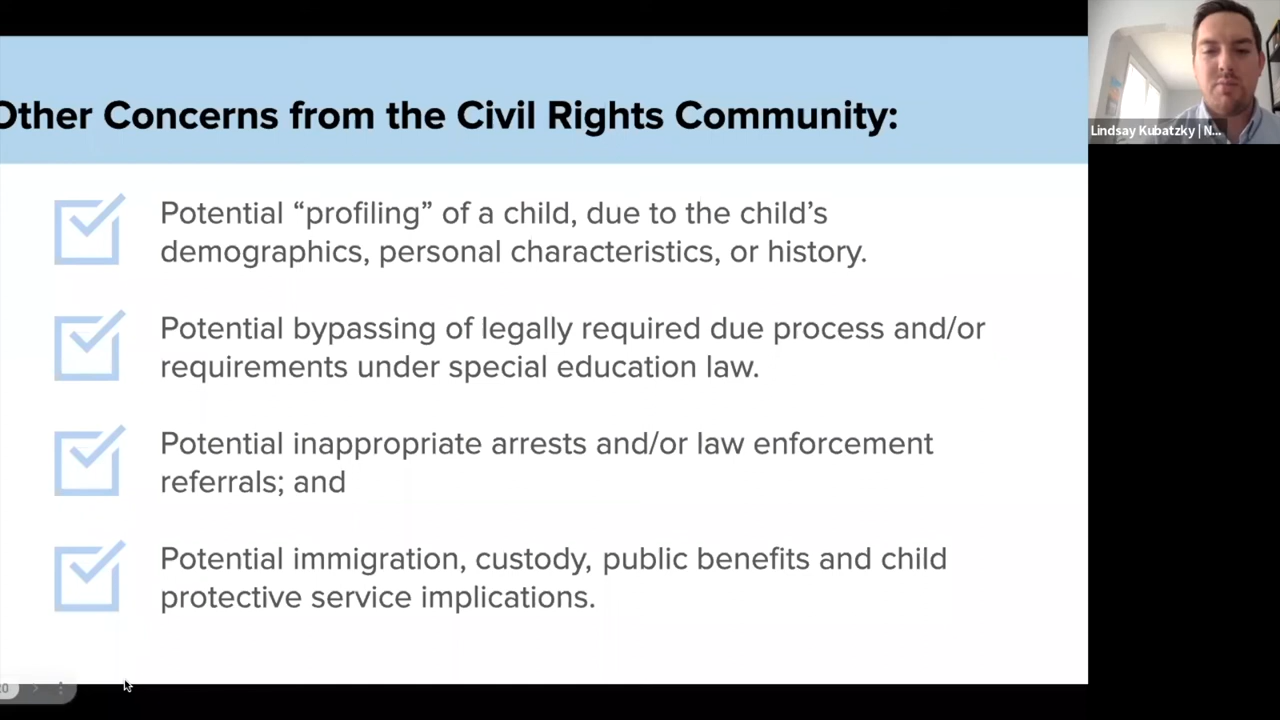 Other Concerns from the Civil Rights Community:
Potential “profiling” of a child, due to the child’s
demographics, personal characteristics, or history.
Potential bypassing of legally required due process and/or
requirements under special education law.
Potential inappropriate arrests and/or law enforcement
referrals; and
Potential immigration, custody, public benefits and child
protective service implications.
Lindsay Kubatzky | N...
20